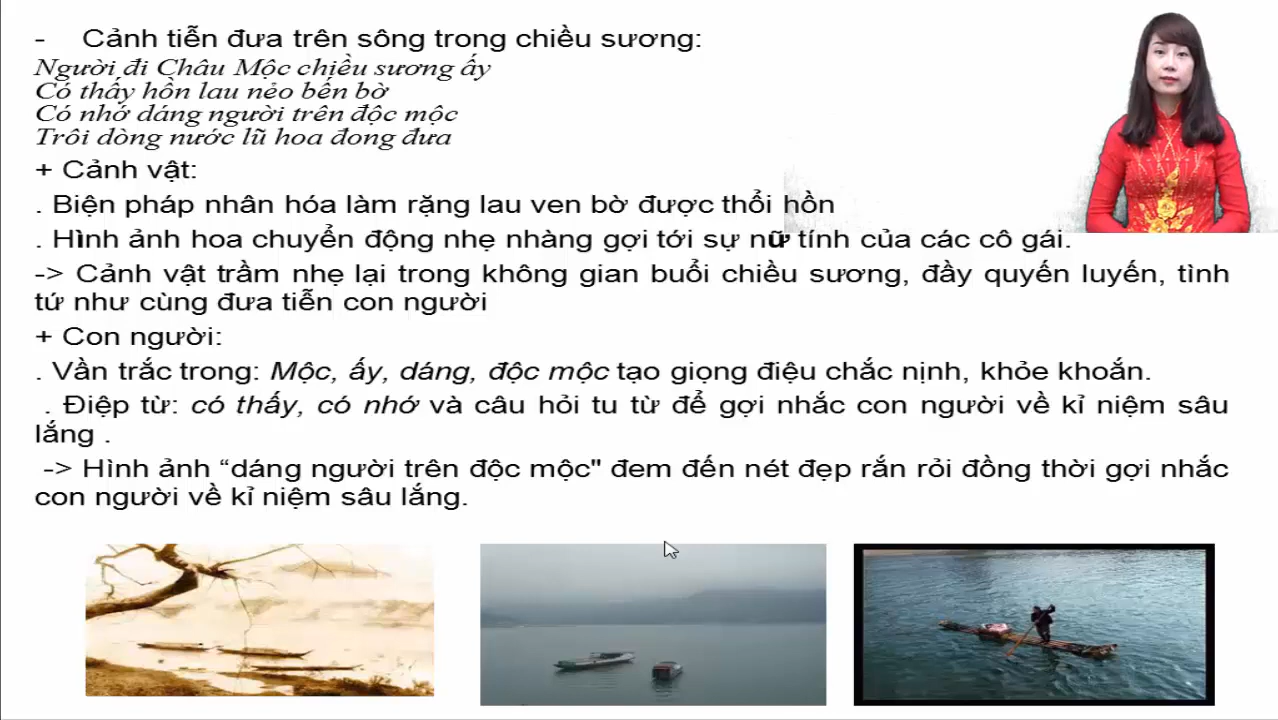 - Cảnh tiễn đưa trên sông trong chiều sương:
Người đi Châu Mộc chiều sương ấy
Có thấy hồn lau nẻo bến bờ
Có nhớ dáng người trên độc mộc
Trôi dòng nước lũ hoa đong đưa
+ Cảnh vật:
. Biện pháp nhân hóa làm rặng lau ven bờ được thổi hồn
. Hình ảnh hoa chuyển động nhẹ nhàng gợi tới sự nữ tính của các cô gái.
-> Cảnh vật trầm nhẹ lại trong không gian buổi chiều sương, đầy quyến luyến, tình
tứ như cùng đưa tiễn con người
+ Con người:
. Vần trắc trong: Mộc, ấy, dáng, độc mộc tạo giọng điệu chắc nịnh, khỏe khoắn.
. Điệp từ: có thấy, có nhớ và câu hỏi tu từ để gợi nhắc con người về kỉ niệm sâu
lắng .
-> Hình ảnh “dáng người trên độc mộc" đem đến nét đẹp rắn rỏi đồng thời gợi nhắc
con người về kỉ niệm sâu lắng.